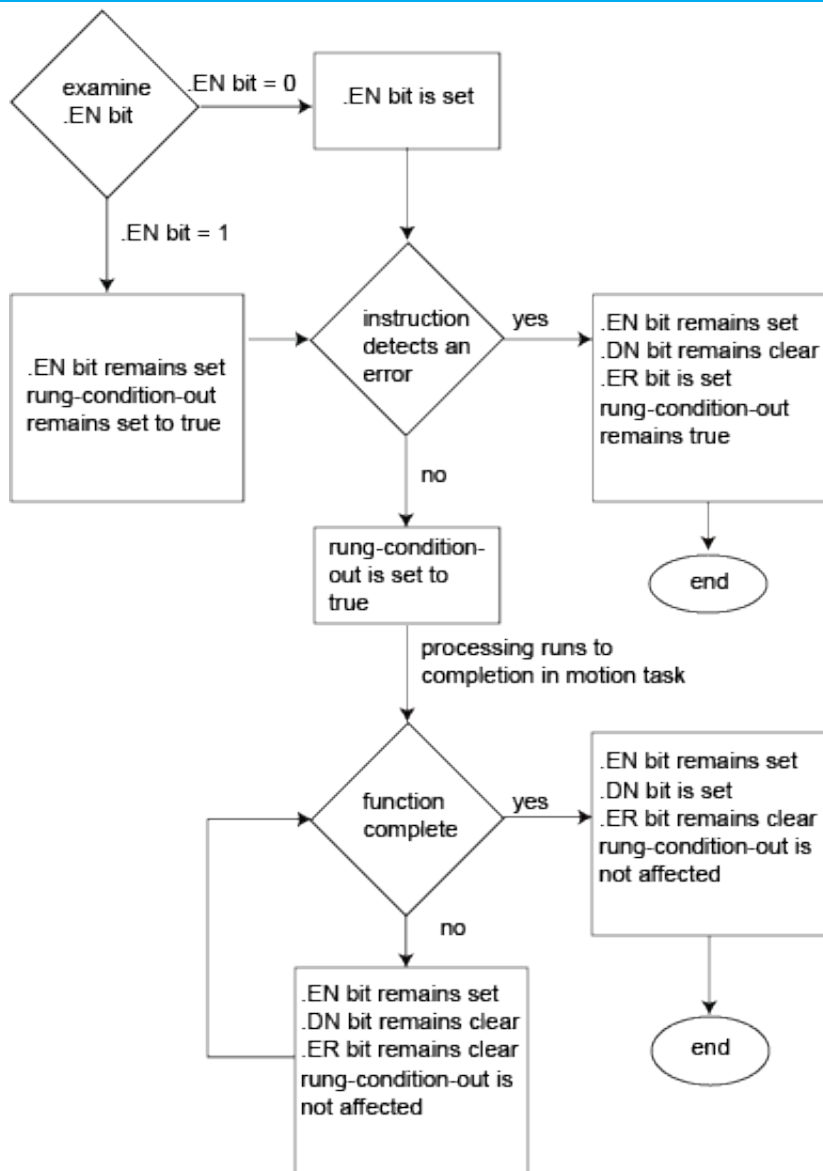 examine
.EN bit
.EN bit = 0
.EN bit is set
.EN bit = 1
.EN bit remains set
rung-condition-out
remains set to true
instruction
detects an
error
yes
.EN bit remains set
.DN bit remains clear
.ER bit is set
rung-condition-out
remains true
no
end
rung-condition-
out is set to
true
processing runs to
completion in motion task
function
complete
yes
.EN bit remains set
.DN bit is set
.ER bit remains clear
rung-condition-out is
not affected
no
.EN bit remains set
.DN bit remains clear
.ER bit remains clear
rung-condition-out is
not affected
end